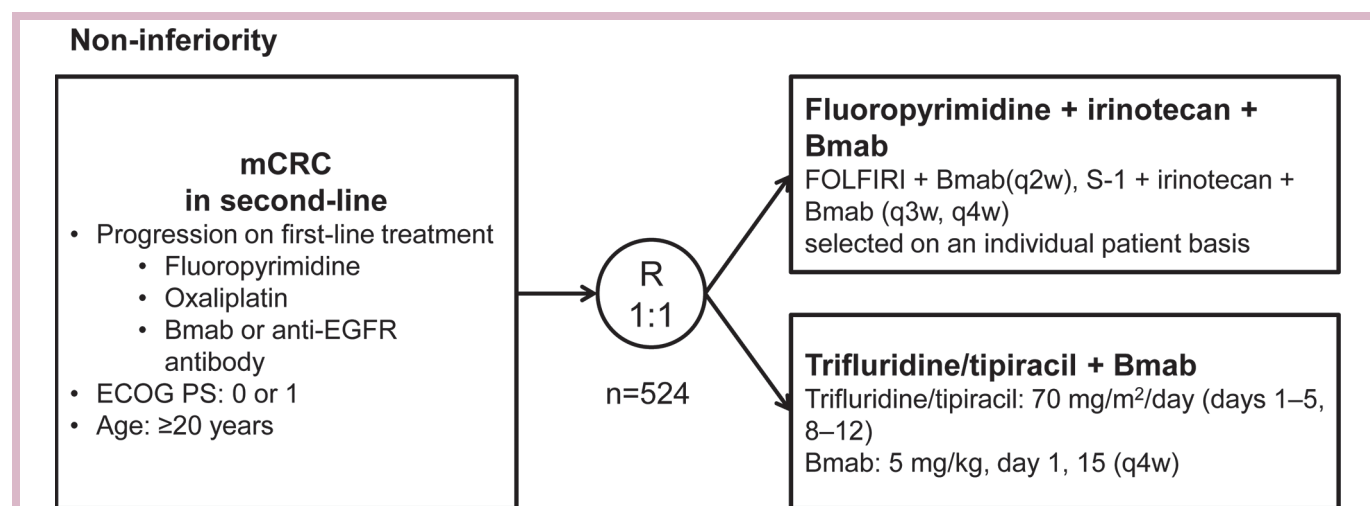 Non-inferiority
mCRC
in second-line
• Progression on first-line treatment
• Fluoropyrimidine
• Oxaliplatin
• Bmab or anti-EGFR
antibody
• ECOG PS: 0 or 1
• Age: ≥20 years
R
1:1
n=524
Fluoropyrimidine + irinotecan +
Bmab
FOLFIRI + Bmab(q2w), S-1 + irinotecan +
Bmab (q3w, q4w)
selected on an individual patient basis
Trifluridine/tipiracil + Bmab
Trifluridine/tipiracil: 70 mg/m²/day (days 1–5,
8–12)
Bmab: 5 mg/kg, day 1, 15 (q4w)